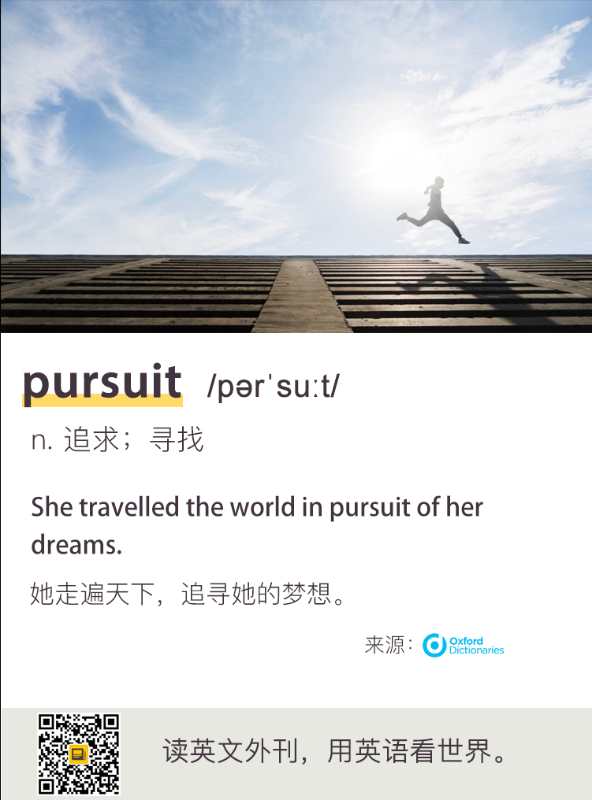 pursuit /pərˈsuːt/
n. 追求；寻找
She travelled the world in pursuit of her
dreams.
她走遍天下，追寻她的梦想。
来源： Oxford
Dictionaries
读英文外刊，用英语看世界。